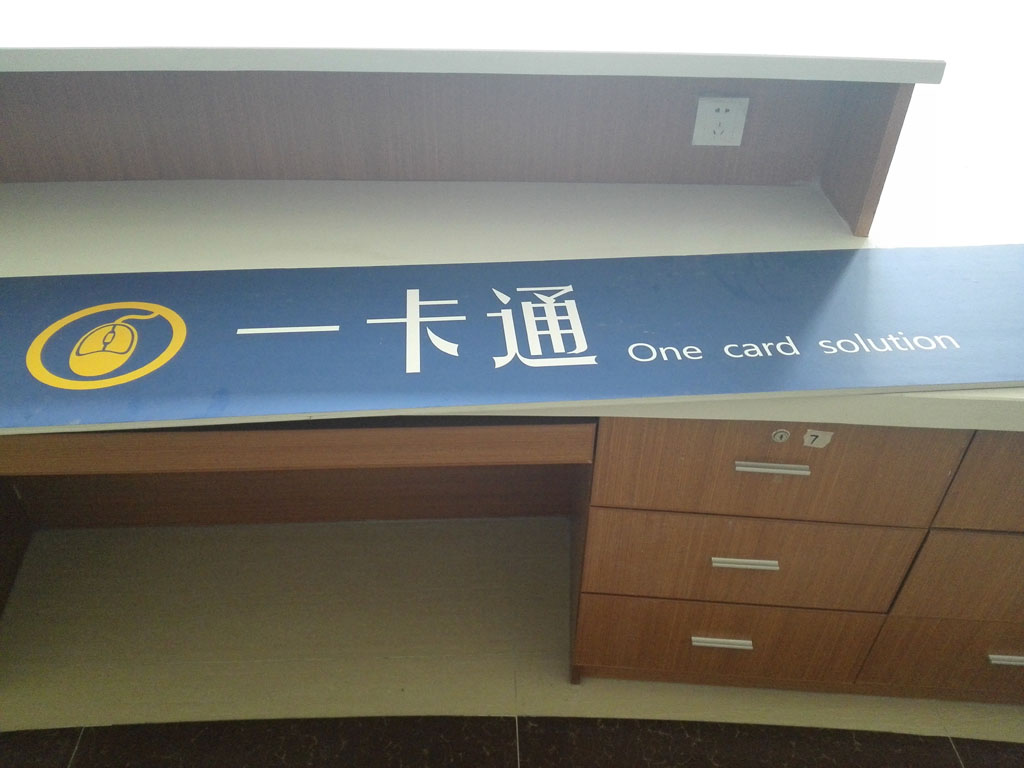 一卡通 One card solution
7